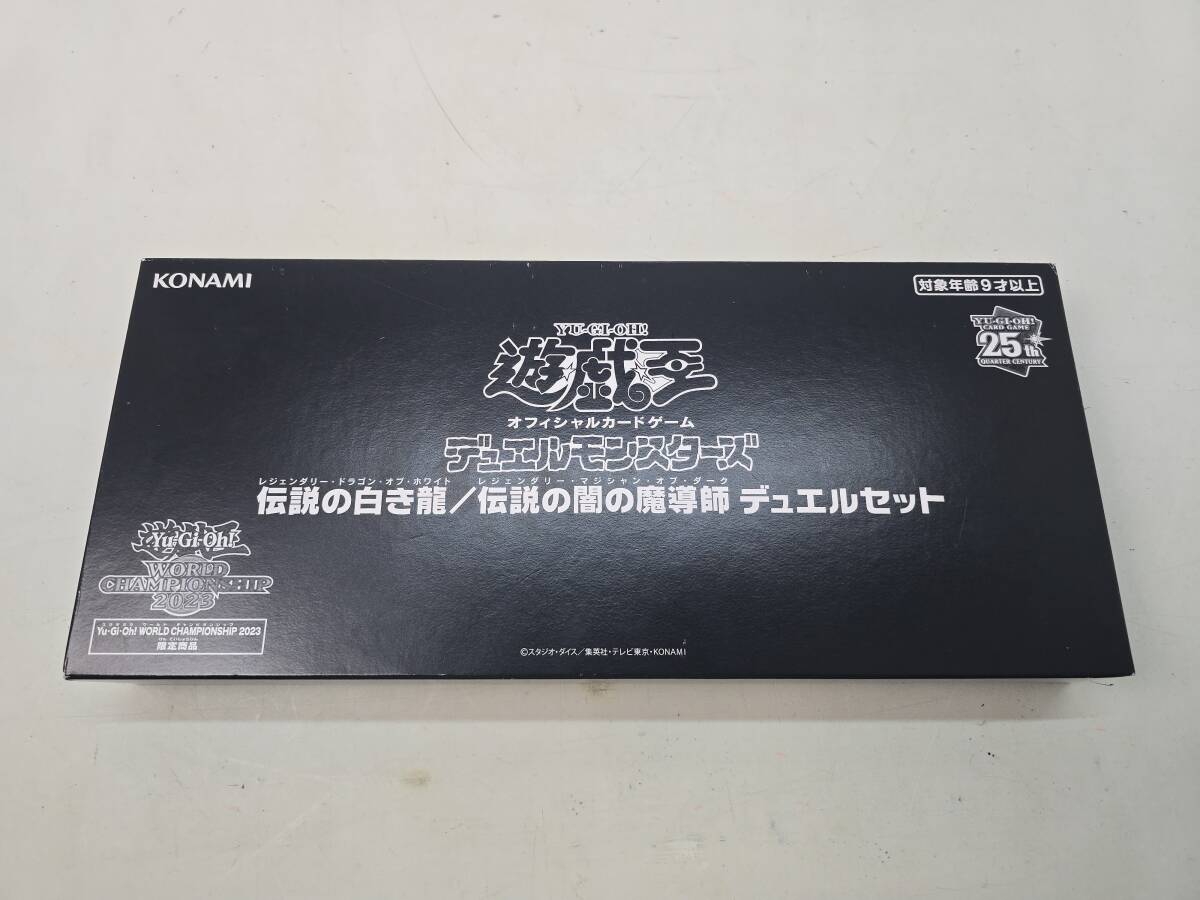 KONAMI
対象年齢9才以上
YU-GI-OH!
CARD GAME
25th
QUARTER CENTURY
YU-GI-OH!
遊戯王
オフィシャルカードゲーム
デュエルモンスターズ
レジェンダリー・ドラゴン・オブ・ホワイト レジェンダリー・マジシャン・オブ・ダーク
伝説の白き龍/伝説の闇の魔導師 デュエルセット
Yu-Gi-Oh!
WORLD
CHAMPIONSHIP
2023
Yu-Gi-Oh! WORLD CHAMPIONSHIP 2023
限定商品
©スタジオ・ダイス/集英社・テレビ東京・KONAMI